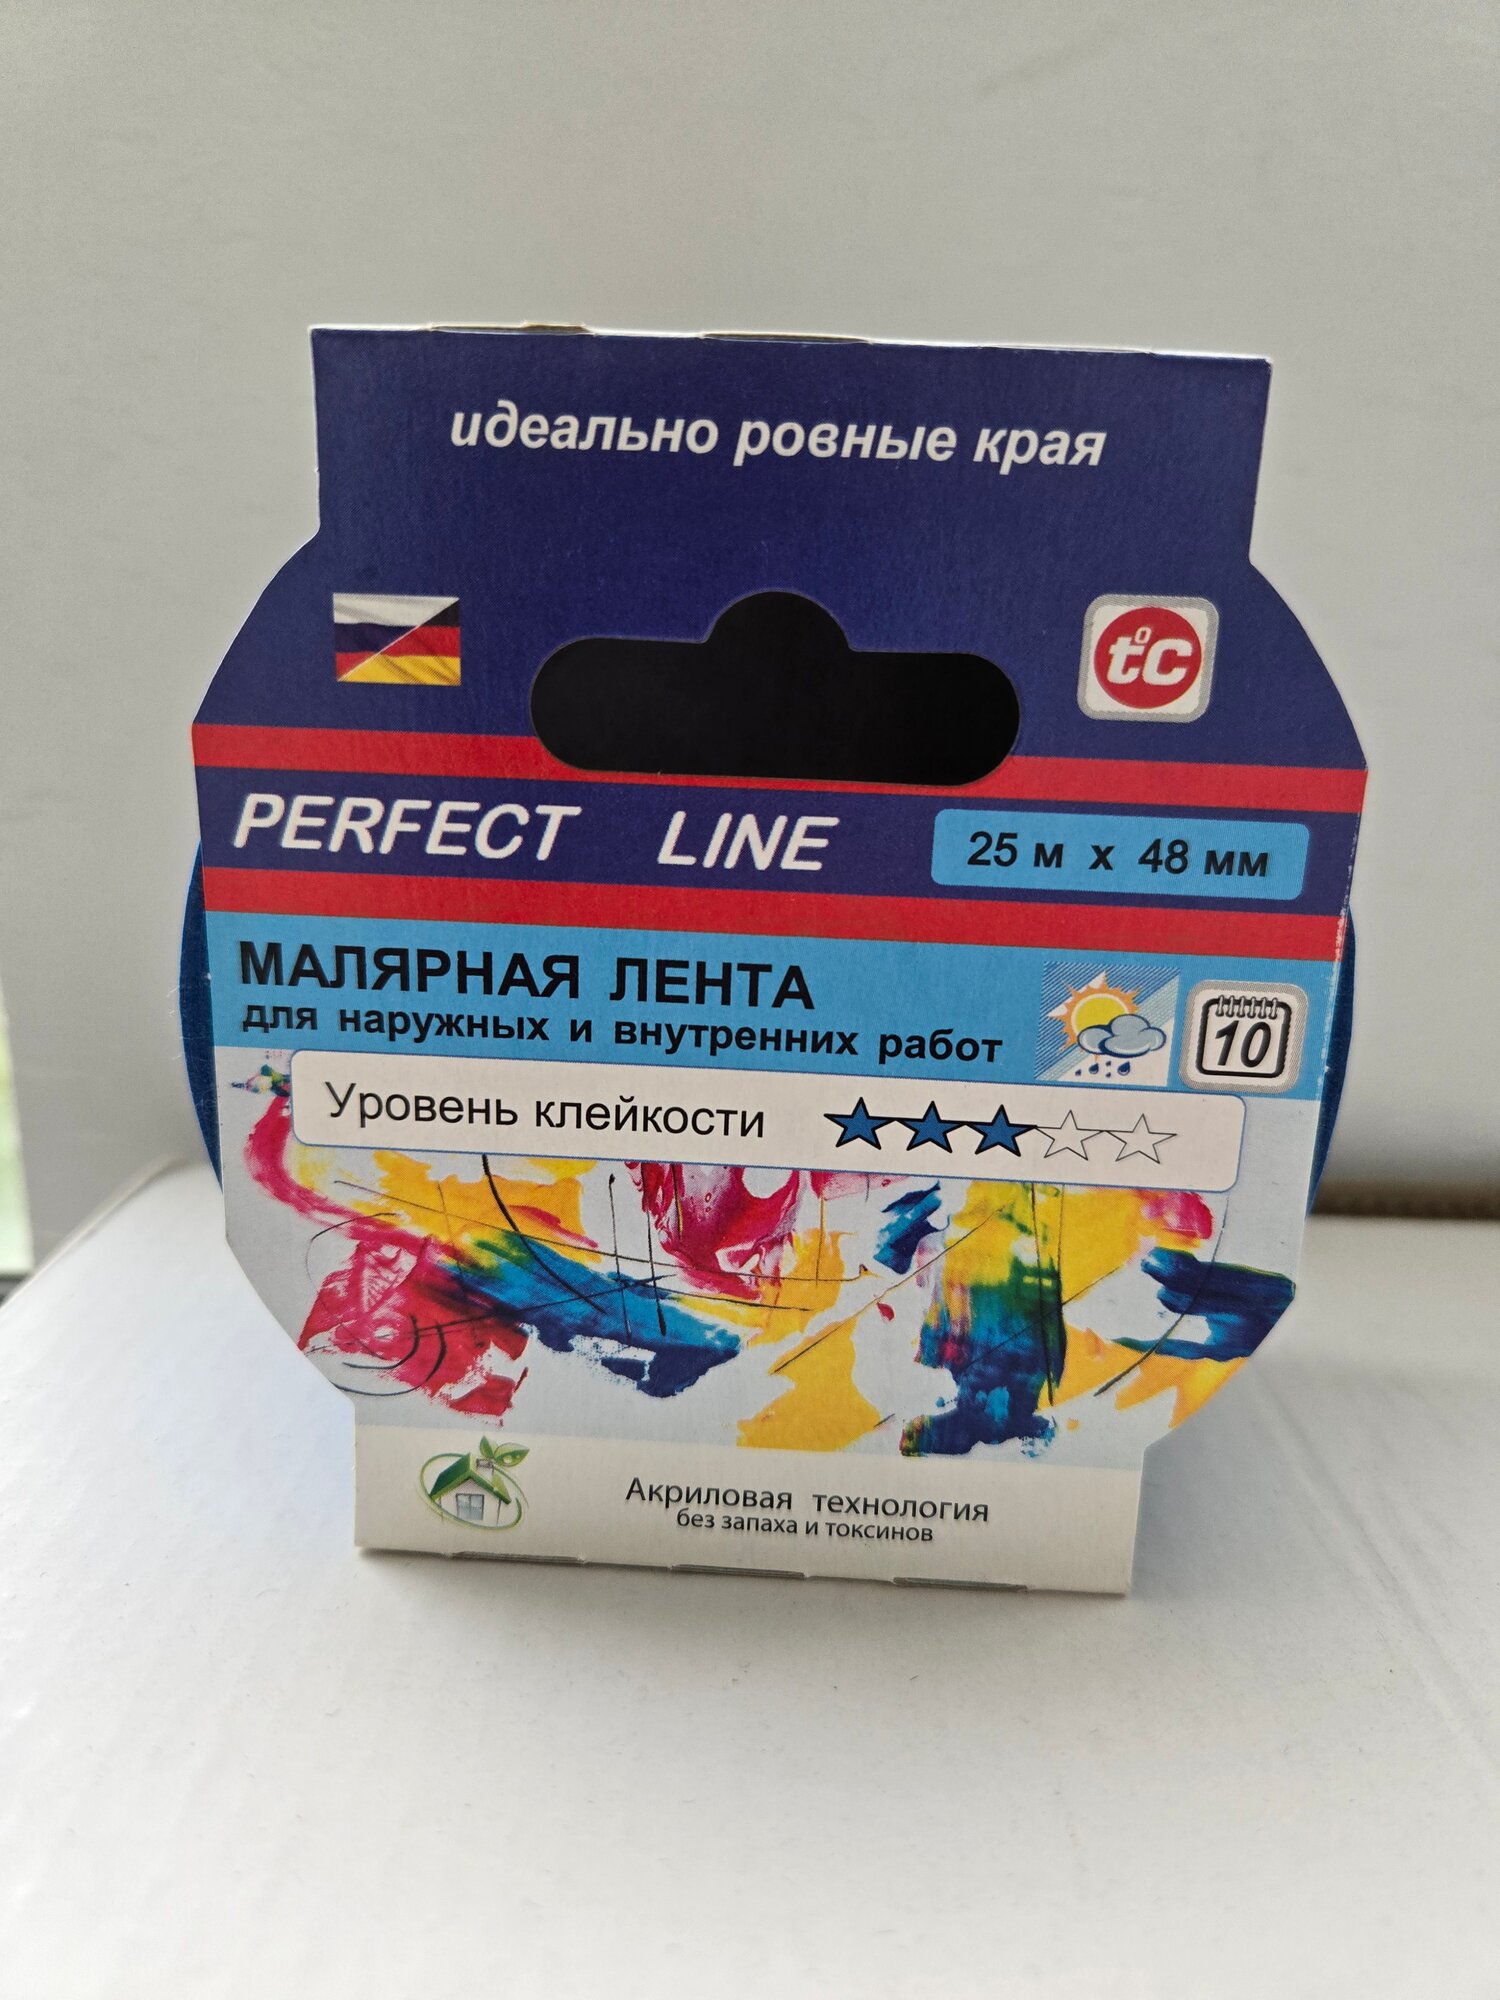 идеально ровные края
t°C
PERFECT LINE
25 м х 48 мм
МАЛЯРНАЯ ЛЕНТА
для наружных и внутренних работ
10
Уровень клейкости
Акриловая технология
без запаха и токсинов